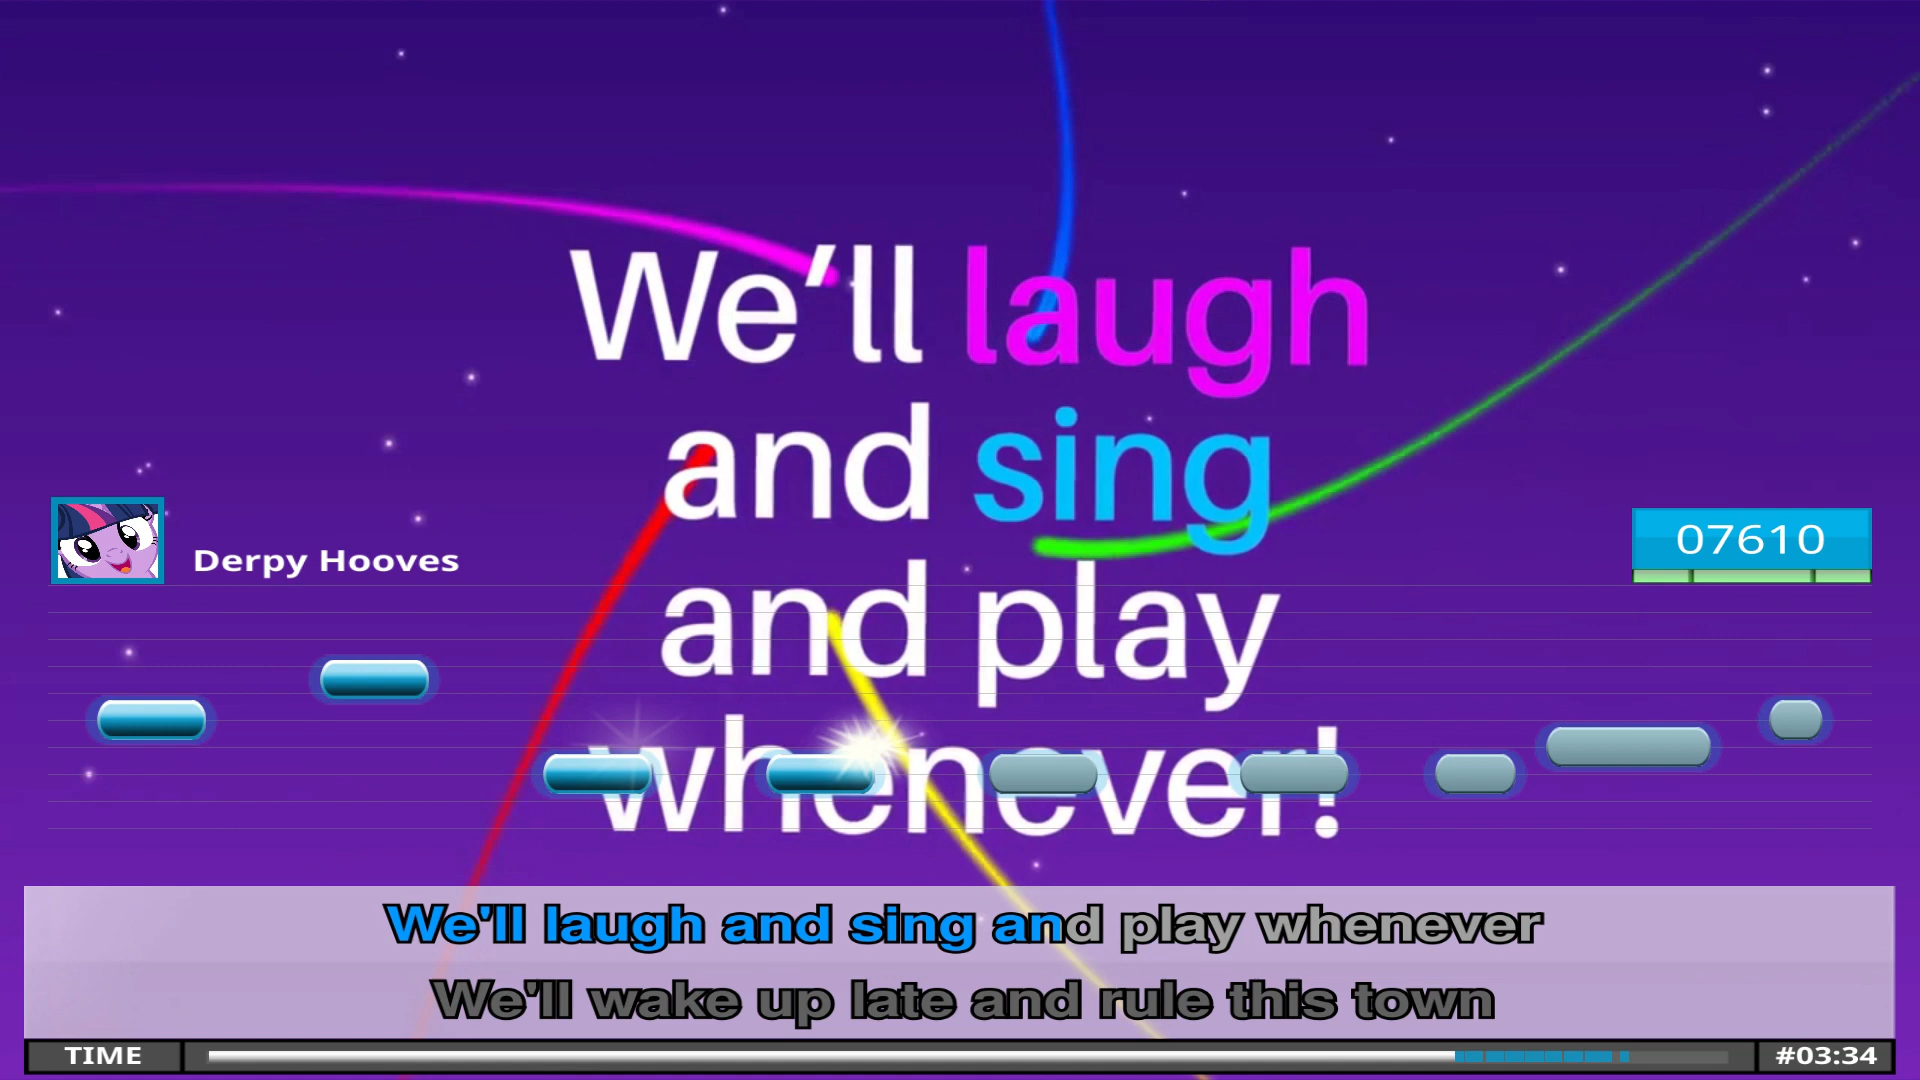 We'll laugh
and sing
and play
whenever!
Derpy Hooves
07610
We'll laugh and sing and play whenever
We'll wake up late and rule this town
TIME
#03:34